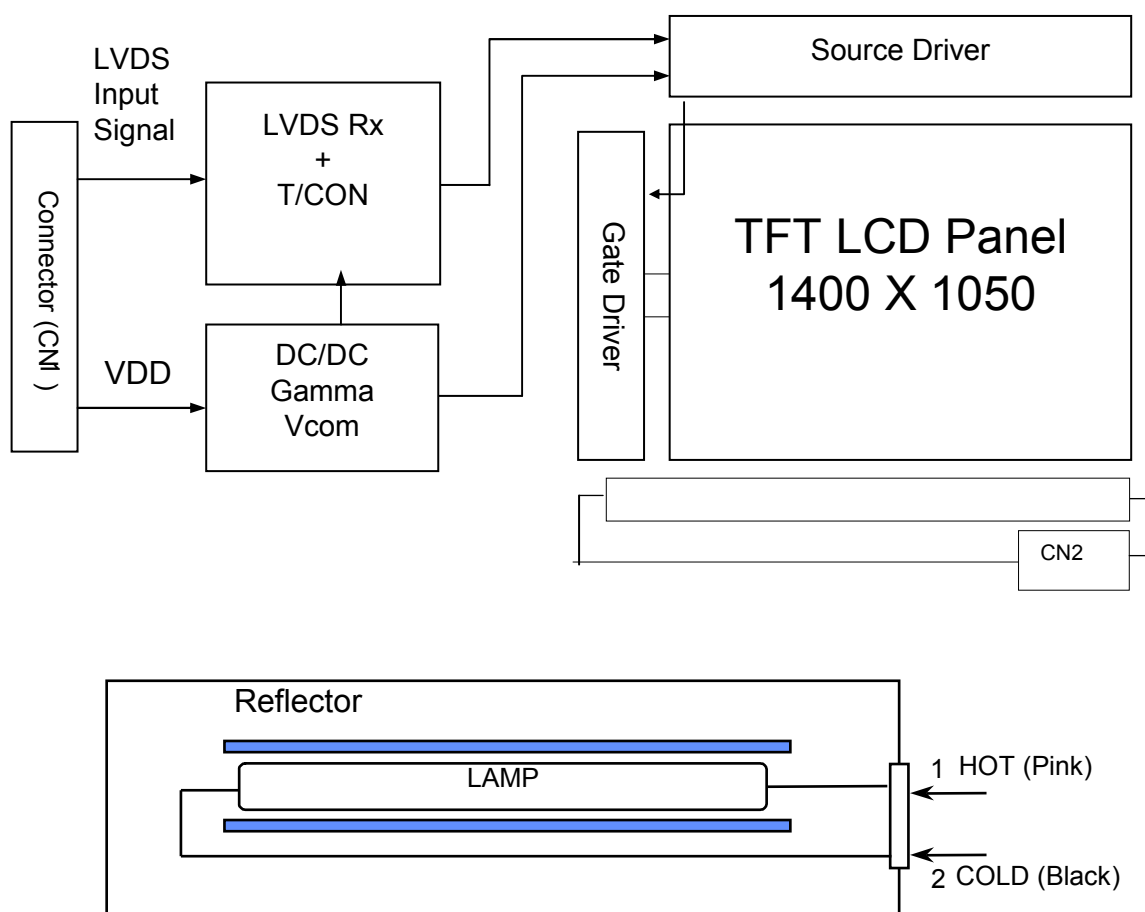 LVDS
Input
Signal
Connector (CN1 )
VDD
LVDS Rx
+
T/CON
DC/DC
Gamma
Vcom
Source Driver
Gate Driver
TFT LCD Panel
1400 X 1050
CN2
Reflector
LAMP
1 HOT (Pink)
2 COLD (Black)